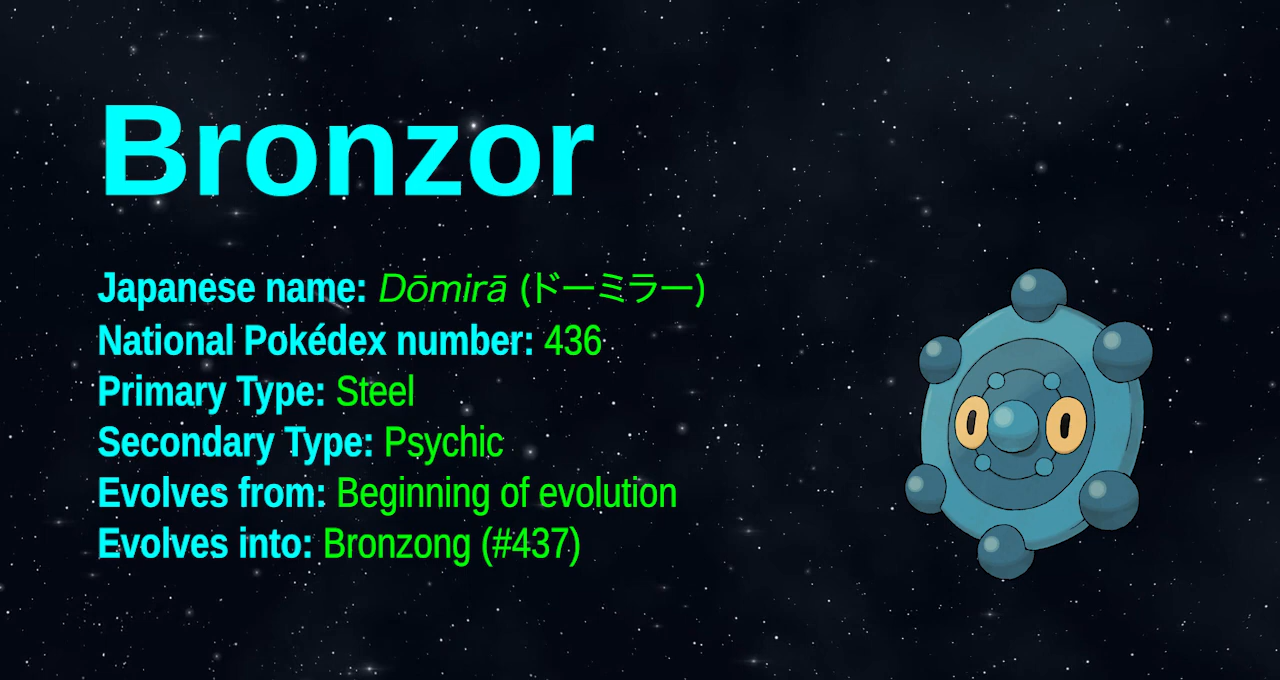 Bronzor
Japanese name: Dōmirā (ドーミラー)
National Pokédex number: 436
Primary Type: Steel
Secondary Type: Psychic
Evolves from: Beginning of evolution
Evolves into: Bronzong (#437)